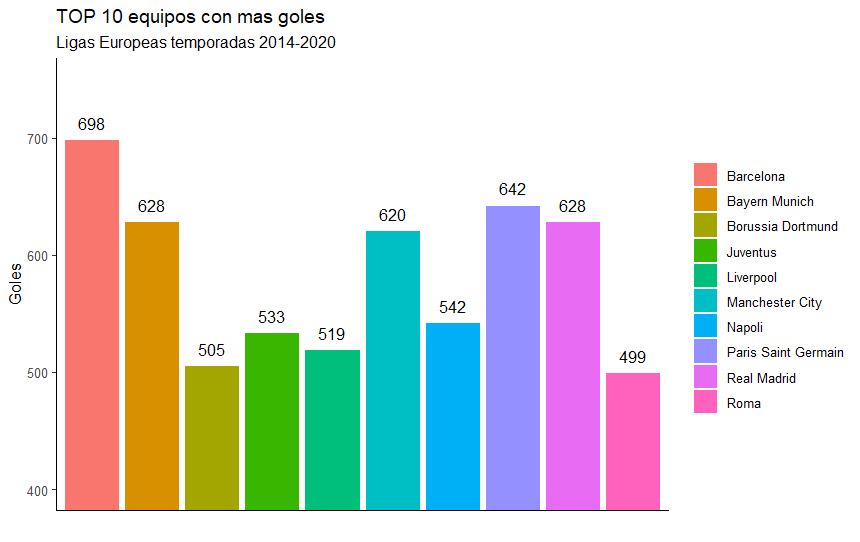 TOP 10 equipos con mas goles
Ligas Europeas temporadas 2014-2020
Goles
700
600
500
400
698
628
505
533
519
620
542
642
628
499
Barcelona
Bayern Munich
Borussia Dortmund
Juventus
Liverpool
Manchester City
Napoli
Paris Saint Germain
Real Madrid
Roma